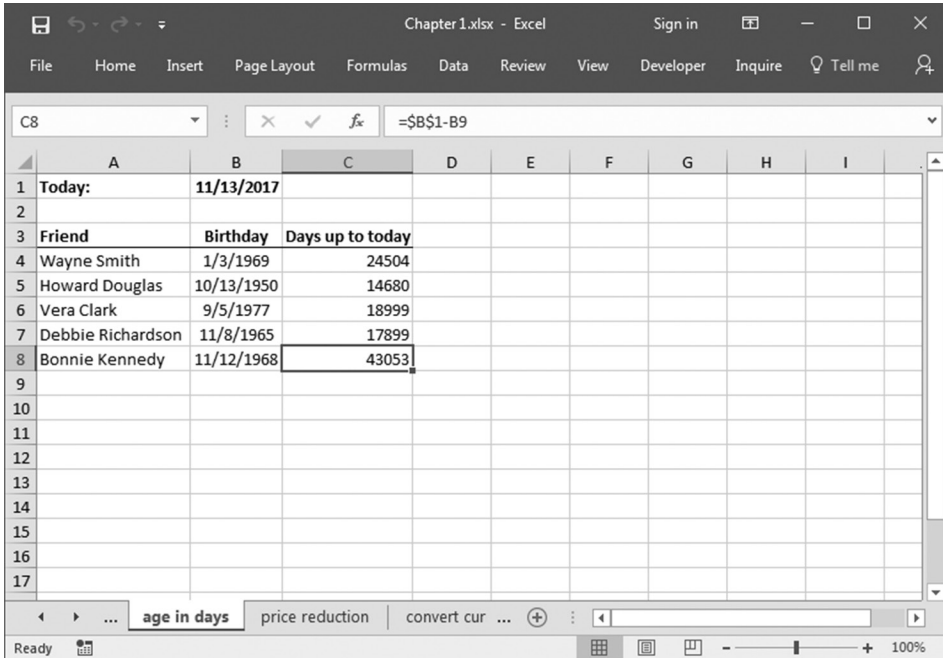 Chapter 1.xlsx - Excel Sign in
File Home Insert Page Layout Formulas Data Review View Developer Inquire Tell me
C8 fx =$B$1-B9
A B C D E F G H I
1 Today: 11/13/2017
2
3 Friend Birthday Days up to today
4 Wayne Smith 1/3/1969 24504
5 Howard Douglas 10/13/1950 14680
6 Vera Clark 9/5/1977 18999
7 Debbie Richardson 11/8/1965 17899
8 Bonnie Kennedy 11/12/1968 43053
9
10
11
12
13
14
15
16
17
... age in days price reduction convert cur ...
Ready 100%